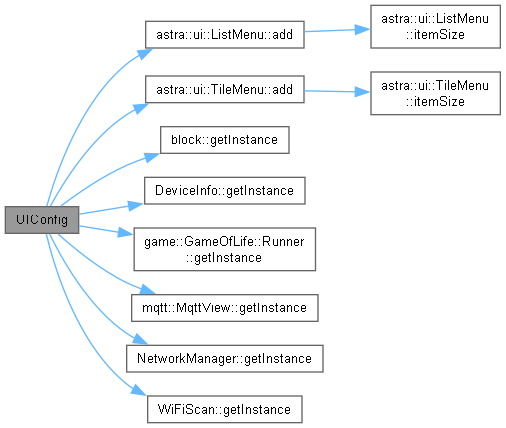 astra::ui::ListMenu::add
astra::ui::ListMenu
::itemSize
astra::ui::TileMenu::add
astra::ui::TileMenu
::itemSize
block::getInstance
DeviceInfo::getInstance
UIConfig
game::GameOfLife::Runner
::getInstance
mqtt::MqttView::getInstance
NetworkManager::getInstance
WiFiScan::getInstance